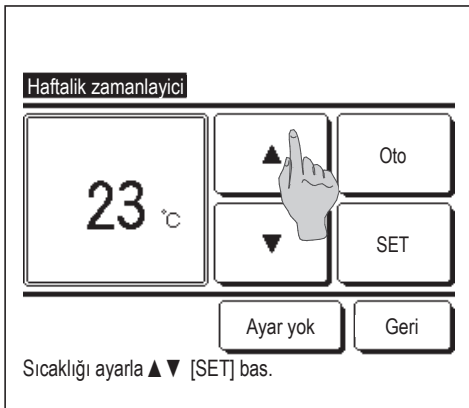 Haftalik zamanlayici
23 °C
▲
Oto
▼
SET
Ayar yok
Geri
Sıcaklığı ayarla ▲ ▼ [SET] bas.